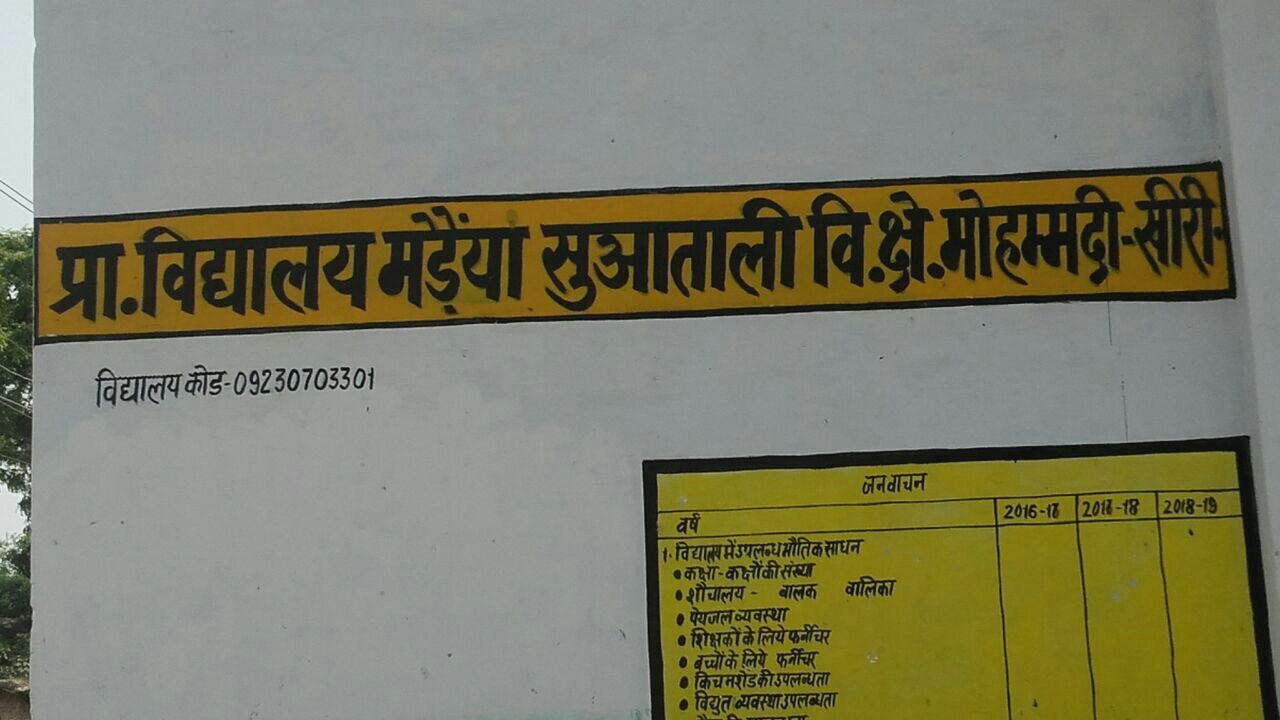 प्रा.विद्यालय मड़ैयां सुआताली वि.क्षे.मोहम्मदी-खीरी-
विद्यालय कोड-09230703301
जनवाचन
वर्ष 2016-17 2017-18 2018-19
1. विद्यालय में उपलब्ध भौतिक साधन
• कक्षा-कक्षों की संख्या
• शौचालय - बालक बालिका
• पेयजल व्यवस्था
• शिक्षकों के लिये फर्नीचर
• बच्चों के लिये फर्नीचर
• किचनशेड की उपलब्धता
• विद्युत व्यवस्था उपलब्धता